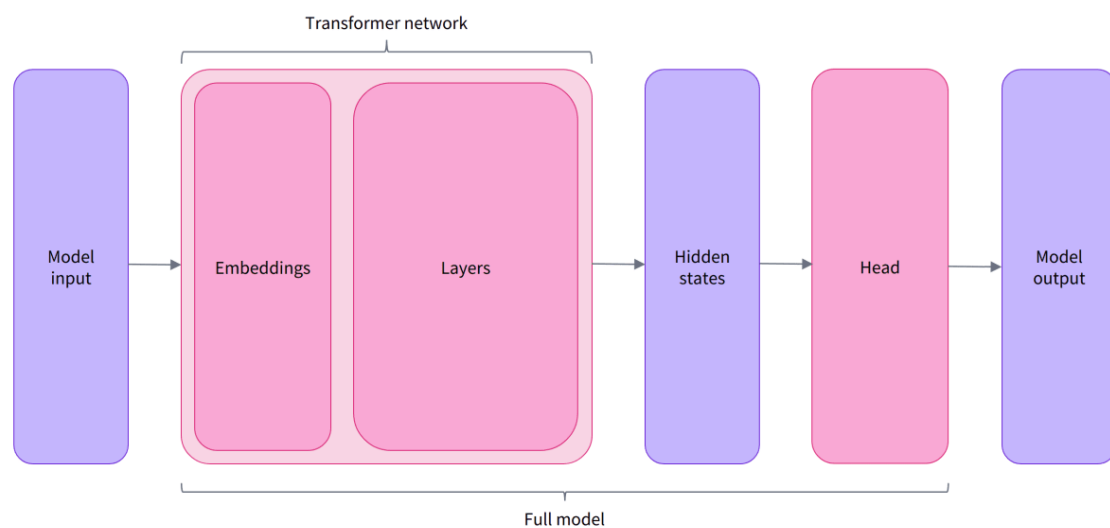 Transformer network
Model
input
Embeddings
Layers
Hidden
states
Head
Model
output
Full model